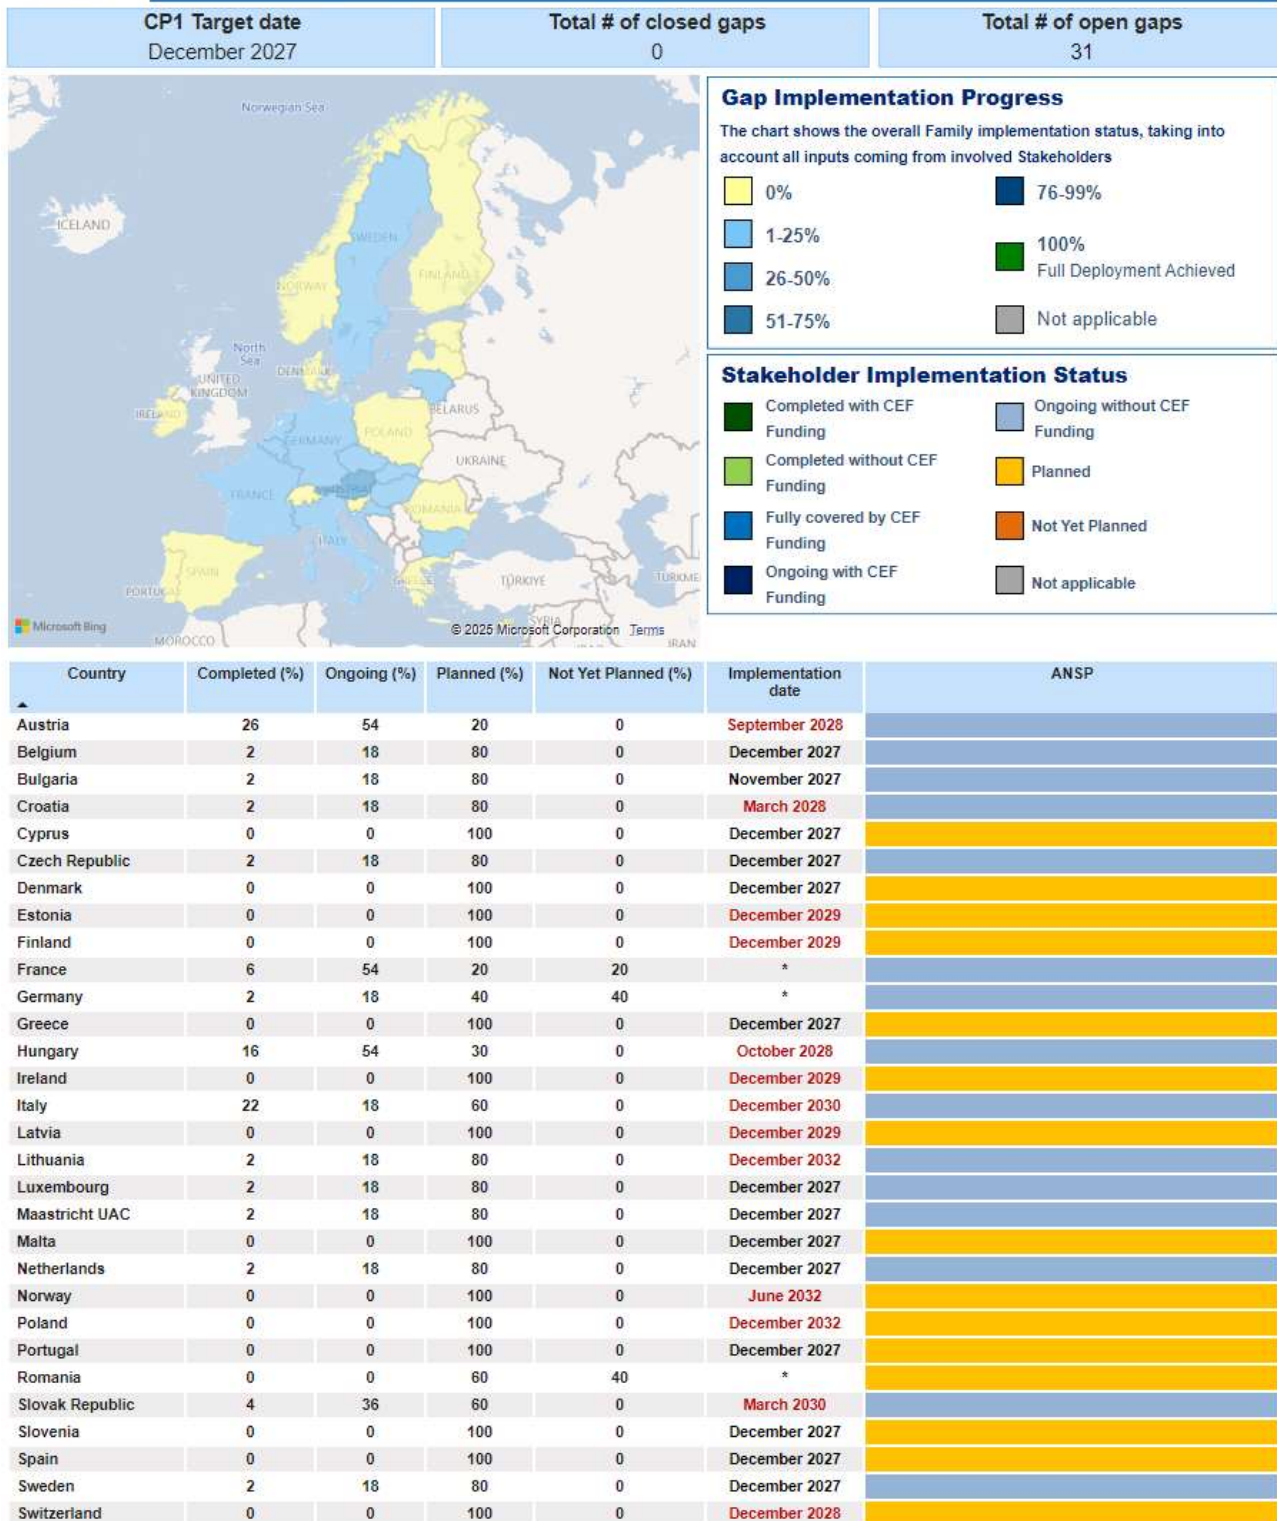 CP1 Target date
December 2027
Total # of closed gaps
0
Total # of open gaps
31
Norwegian Sea
ICELAND
SWEDEN
FINLAND
NORWAY
North
Sea
DENMARK
UNITED
KINGDOM
IRELAND
BELARUS
GERMANY
POLAND
UKRAINE
FRANCE
ROMANIA
ITALY
SPAIN
GREECE
TÜRKIYE
TURKME
PORTUGAL
SYRIA
MOROCCO
IRAN
Microsoft Bing
© 2025 Microsoft Corporation Terms
Gap Implementation Progress
The chart shows the overall Family implementation status, taking into
account all inputs coming from involved Stakeholders
0%
1-25%
26-50%
51-75%
76-99%
100%
Full Deployment Achieved
Not applicable
Stakeholder Implementation Status
Completed with CEF
Funding
Completed without CEF
Funding
Fully covered by CEF
Funding
Ongoing with CEF
Funding
Ongoing without CEF
Funding
Planned
Not Yet Planned
Not applicable
Country Completed (%) Ongoing (%) Planned (%) Not Yet Planned (%) Implementation date ANSP
Austria 26 54 20 0 September 2028
Belgium 2 18 80 0 December 2027
Bulgaria 2 18 80 0 November 2027
Croatia 2 18 80 0 March 2028
Cyprus 0 0 100 0 December 2027
Czech Republic 2 18 80 0 December 2027
Denmark 0 0 100 0 December 2027
Estonia 0 0 100 0 December 2029
Finland 0 0 100 0 December 2029
France 6 54 20 20 *
Germany 2 18 40 40 *
Greece 0 0 100 0 December 2027
Hungary 16 54 30 0 October 2028
Ireland 0 0 100 0 December 2029
Italy 22 18 60 0 December 2030
Latvia 0 0 100 0 December 2029
Lithuania 2 18 80 0 December 2032
Luxembourg 2 18 80 0 December 2027
Maastricht UAC 2 18 80 0 December 2027
Malta 0 0 100 0 December 2027
Netherlands 2 18 80 0 December 2027
Norway 0 0 100 0 June 2032
Poland 0 0 100 0 December 2032
Portugal 0 0 100 0 December 2027
Romania 0 0 60 40 *
Slovak Republic 4 36 60 0 March 2030
Slovenia 0 0 100 0 December 2027
Spain 0 0 100 0 December 2027
Sweden 2 18 80 0 December 2027
Switzerland 0 0 100 0 December 2028